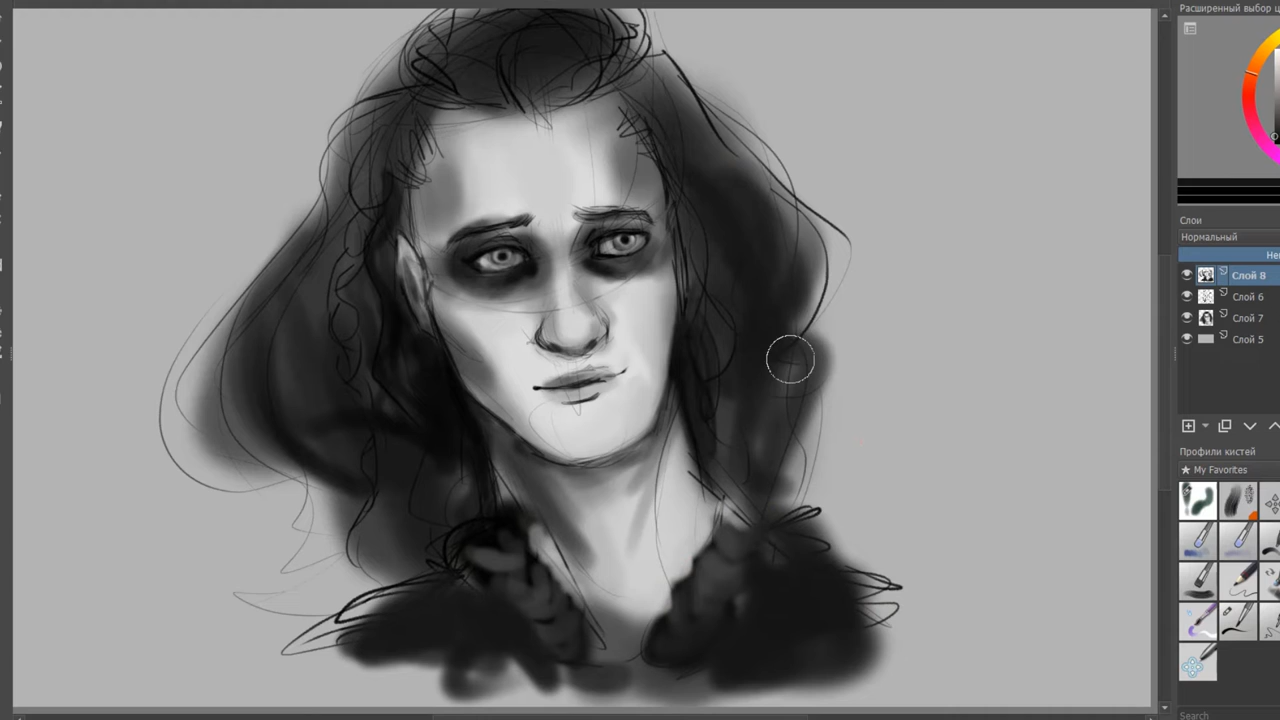 Расширенный выбор ц
Слои
Нормальный
Не
Слой 8
Слой 6
Слой 7
Слой 5
Профили кистей
★ My Favorites
Search